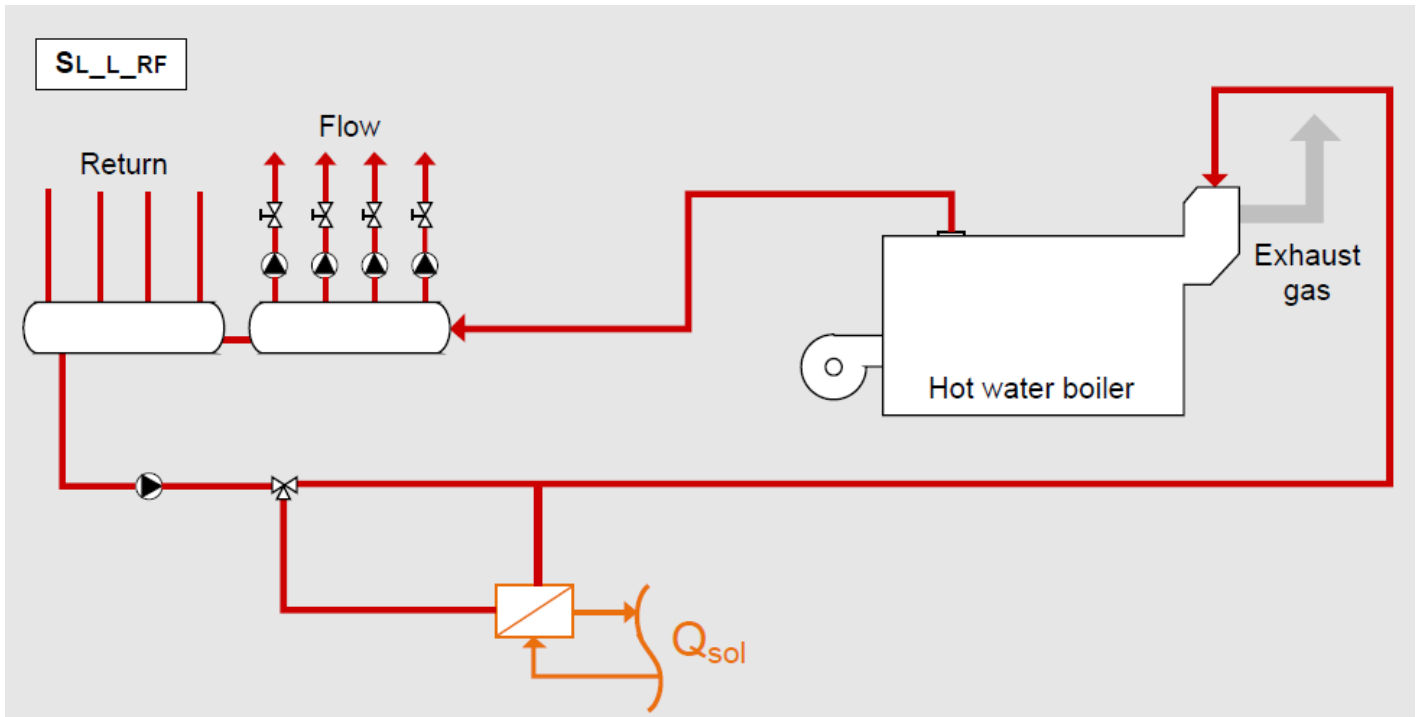 SL_L_RF
Flow
Return
Exhaust
gas
Hot water boiler
Qsol